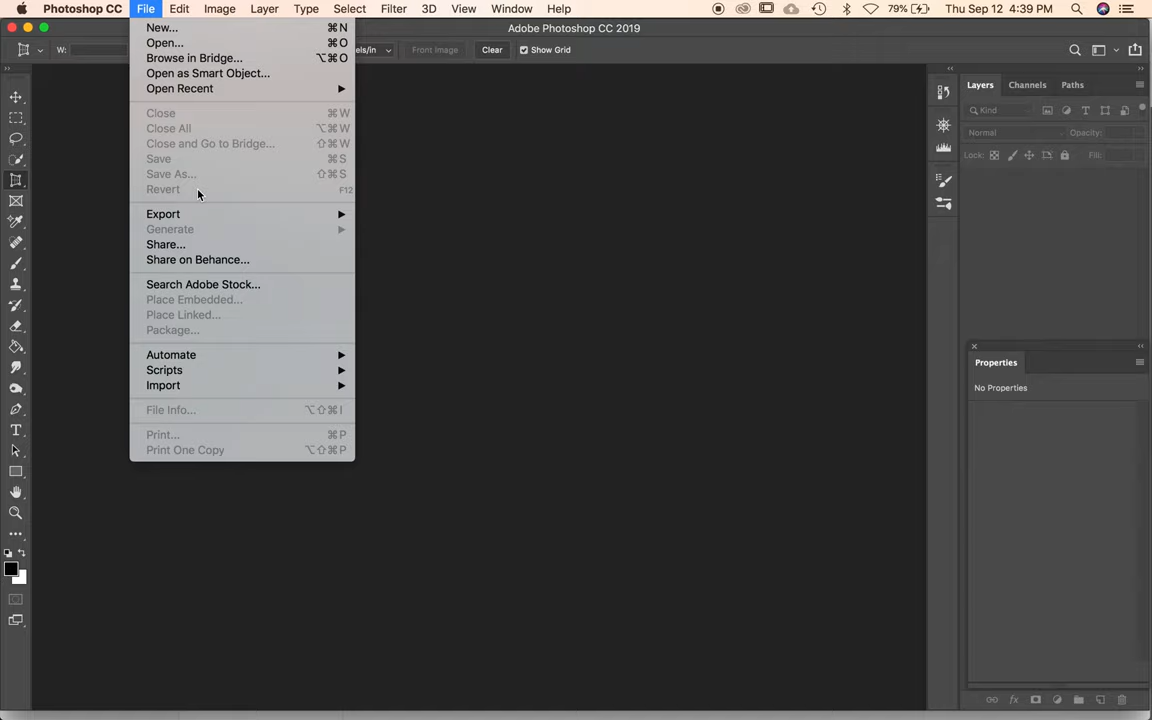 Photoshop CC File Edit Image Layer Type Select Filter 3D View Window Help 79% Thu Sep 12 4:39 PM
Adobe Photoshop CC 2019
W: els/in Front Image Clear Show Grid
New... ⌘N
Open... ⌘O
Browse in Bridge... ⌥⌘O
Open as Smart Object...
Open Recent
Close ⌘W
Close All ⌥⌘W
Close and Go to Bridge... ⇧⌘W
Save ⌘S
Save As... ⇧⌘S
Revert F12
Export
Generate
Share...
Share on Behance...
Search Adobe Stock...
Place Embedded...
Place Linked...
Package...
Automate
Scripts
Import
File Info... ⌥⇧⌘I
Print... ⌘P
Print One Copy ⌥⇧⌘P
Layers Channels Paths
Kind
Normal Opacity:
Lock: Fill:
Properties
No Properties